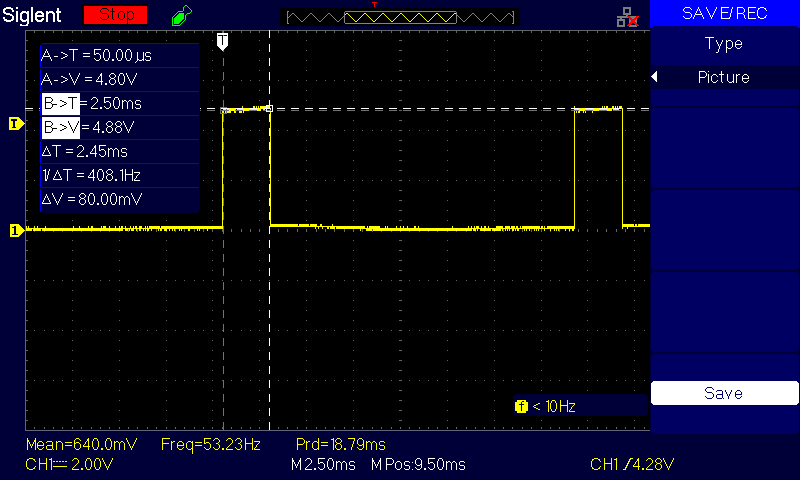 Siglent Stop T SAVE/REC
T
Type
Picture
A->T =50.00µs
A->V =4.80V
B->T =2.50ms
B->V =4.88V
ΔT =2.45ms
1/ΔT =408.1Hz
ΔV =80.00mV
T
1
Save
f < 10Hz
Mean=640.0mV Freq=53.23Hz Prd=18.79ms
CH1 2.00V M 2.50ms M Pos:9.50ms CH1 4.28V